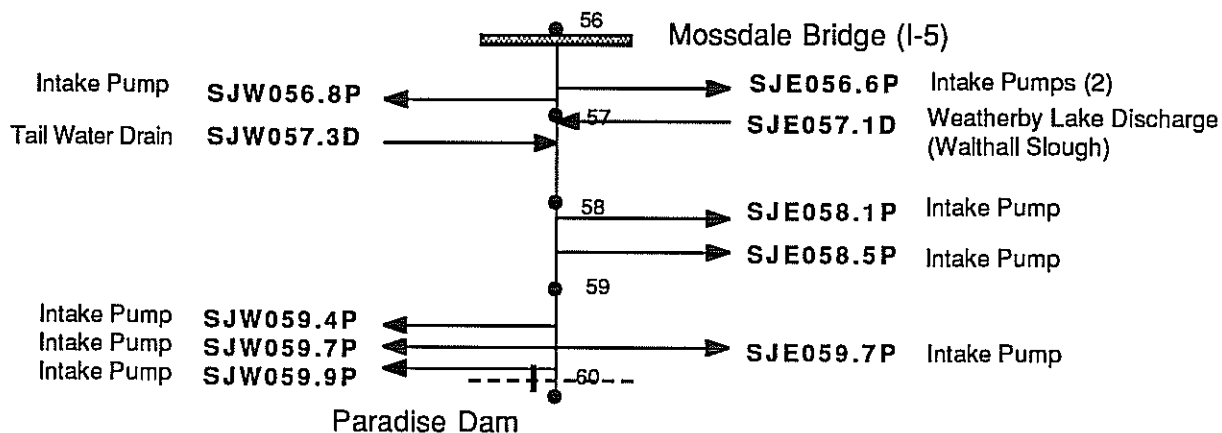 56
Mossdale Bridge (I-5)
Intake Pump SJW056.8P
SJE056.6P Intake Pumps (2)
57
Tail Water Drain SJW057.3D
SJE057.1D Weatherby Lake Discharge
(Walthall Slough)
58
SJE058.1P Intake Pump
SJE058.5P Intake Pump
59
Intake Pump SJW059.4P
Intake Pump SJW059.7P
SJE059.7P Intake Pump
Intake Pump SJW059.9P
60
Paradise Dam